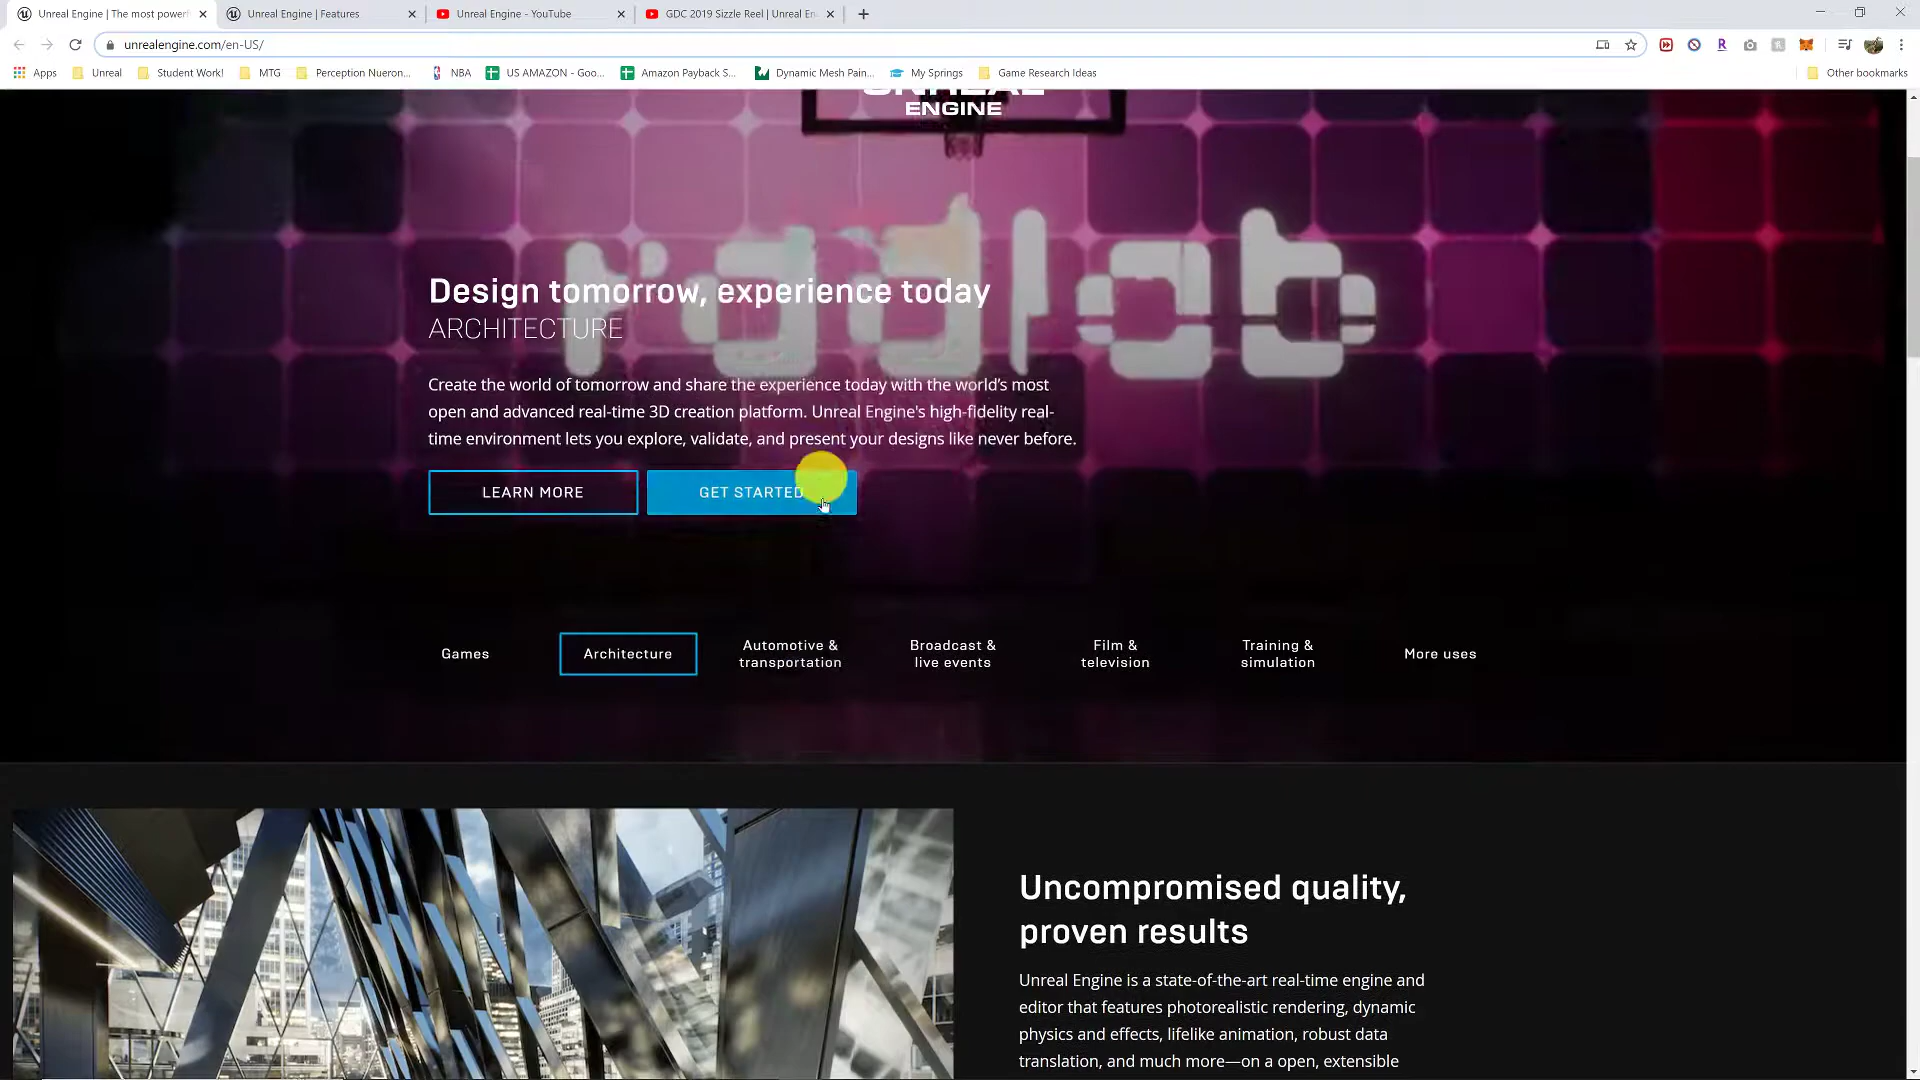 Unreal Engine | The most powerf
Unreal Engine | Features
Unreal Engine - YouTube
GDC 2019 Sizzle Reel | Unreal En
unrealengine.com/en-US/
Apps
Unreal
Student Work!
MTG
Perception Nueron...
NBA
US AMAZON - Goo...
Amazon Payback S...
Dynamic Mesh Pain...
My Springs
Game Research Ideas
Other bookmarks
UNREAL
ENGINE
rddlab
Design tomorrow, experience today
ARCHITECTURE
Create the world of tomorrow and share the experience today with the world's most
open and advanced real-time 3D creation platform. Unreal Engine's high-fidelity real-
time environment lets you explore, validate, and present your designs like never before.
LEARN MORE
GET STARTED
Games
Architecture
Automotive &
transportation
Broadcast &
live events
Film &
television
Training &
simulation
More uses
Uncompromised quality,
proven results
Unreal Engine is a state-of-the-art real-time engine and
editor that features photorealistic rendering, dynamic
physics and effects, lifelike animation, robust data
translation, and much more—on a open, extensible